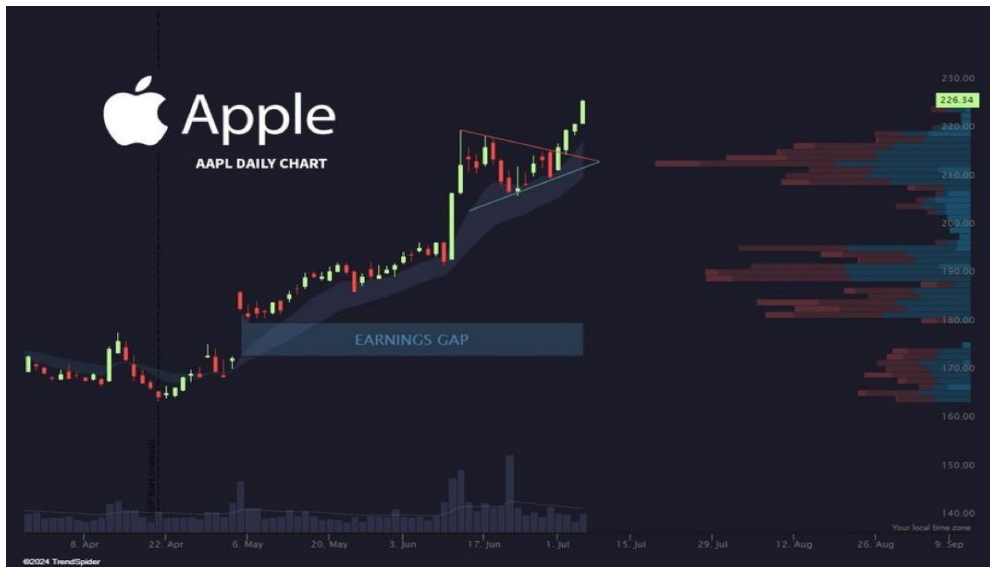 Apple
AAPL DAILY CHART
230.00
226.34
220.00
210.00
200.00
190.00
180.00
170.00
160.00
150.00
140.00
EARNINGS GAP
Your local time zone
8. Apr
22. Apr
6. May
20. May
3. Jun
17. Jun
1. Jul
15. Jul
29. Jul
12. Aug
26. Aug
9. Sep
©2024 TrendSpider